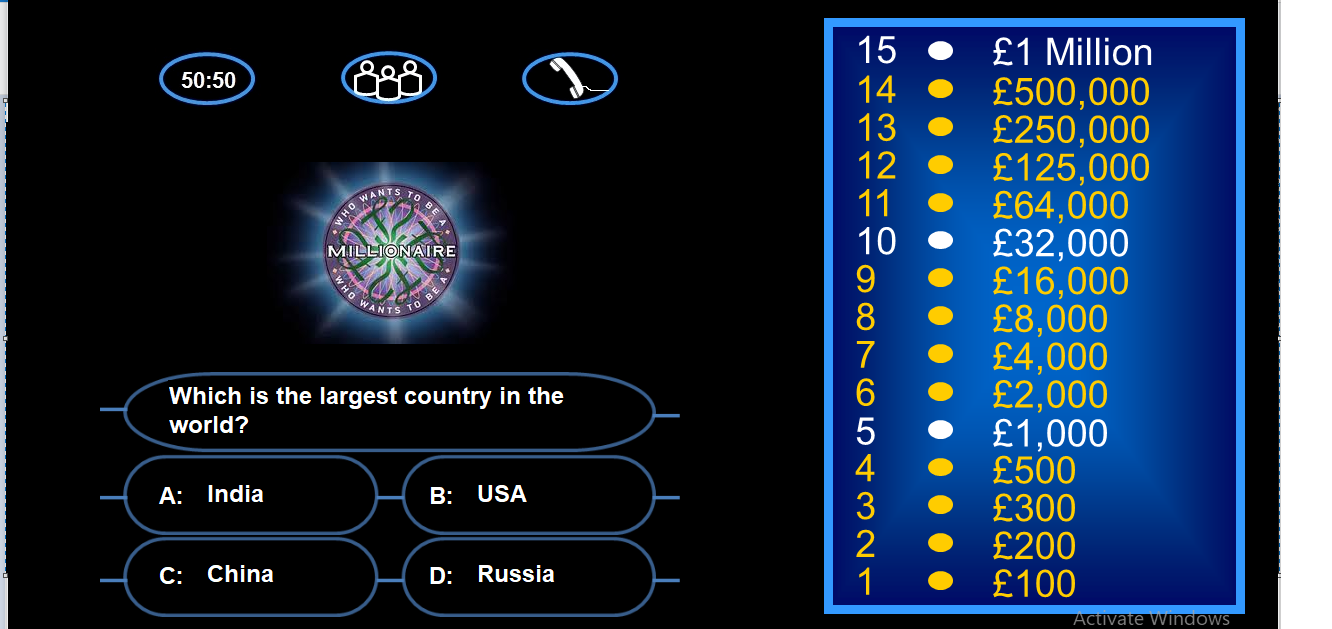 50:50
WHO WANTS TO BE A
MILLIONAIRE
WHO WANTS TO BE A
Which is the largest country in the
world?
A: India
B: USA
C: China
D: Russia
15 £1 Million
14 £500,000
13 £250,000
12 £125,000
11 £64,000
10 £32,000
9 £16,000
8 £8,000
7 £4,000
6 £2,000
5 £1,000
4 £500
3 £300
2 £200
1 £100
Activate Windows